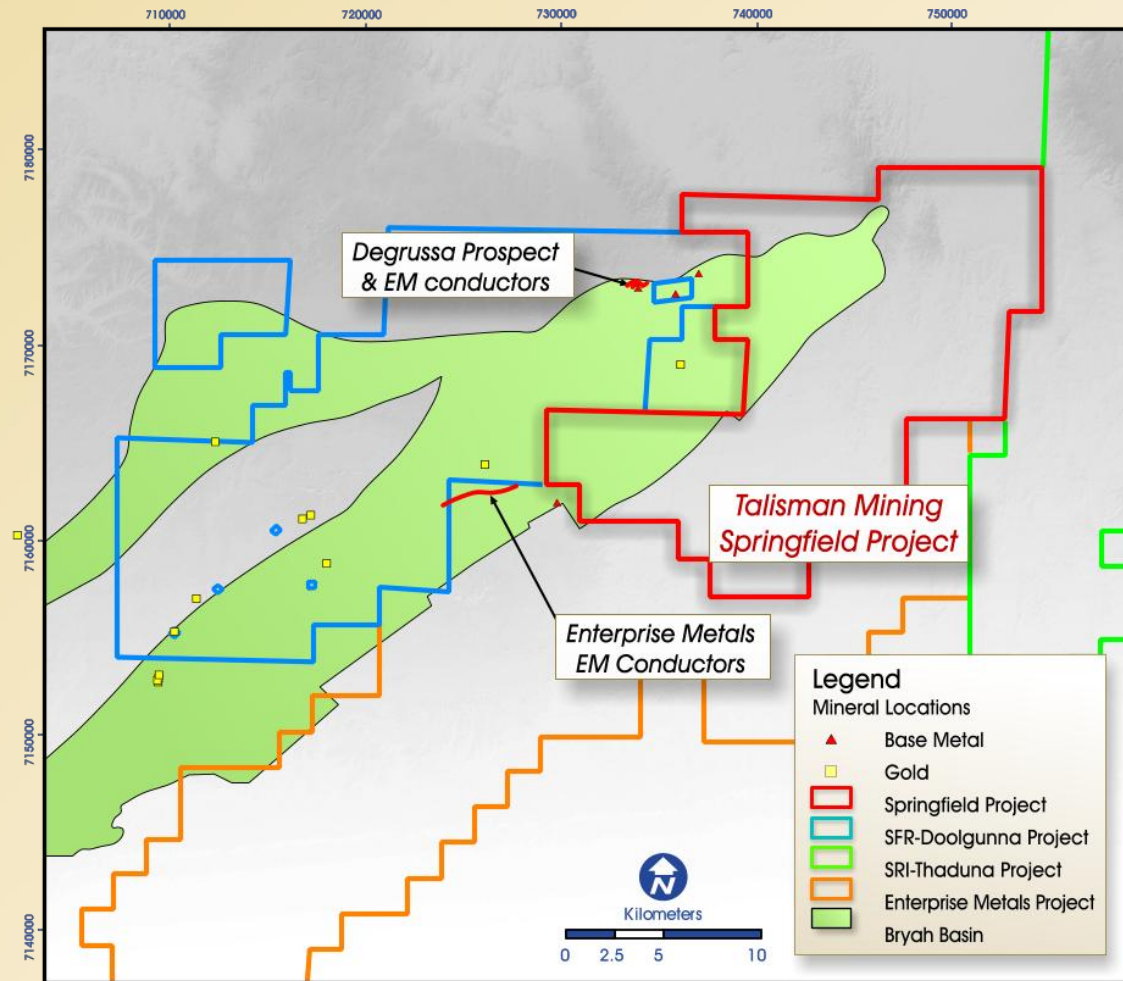 710000
720000
730000
740000
750000
7180000
7170000
7160000
7150000
7140000
Degrussa Prospect
& EM conductors
Talisman Mining
Springfield Project
Enterprise Metals
EM Conductors
Legend
Mineral Locations
Base Metal
Gold
Springfield Project
SFR-Doolgunna Project
SRI-Thaduna Project
Enterprise Metals Project
Bryah Basin
N
Kilometers
0 2.5 5 10